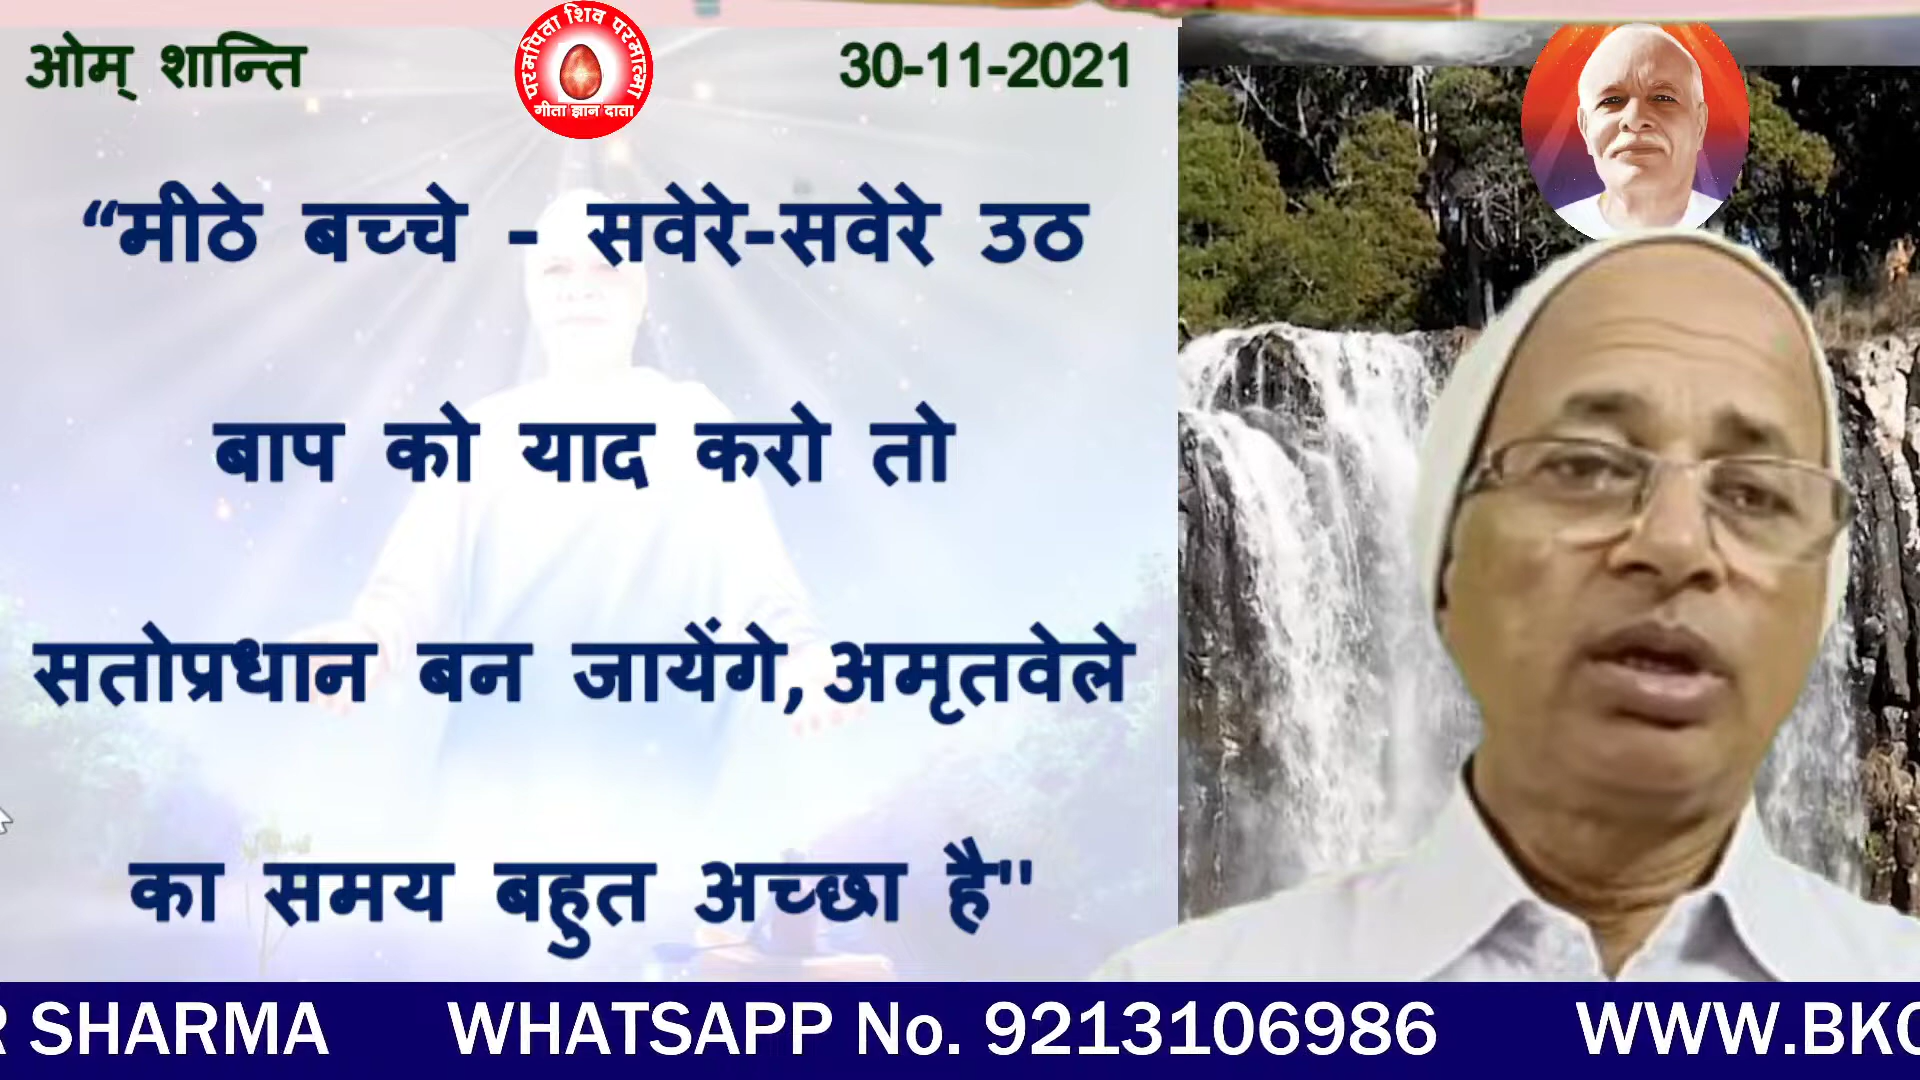 ओम् शान्ति
परमपिता शिव परमात्मा
गीता ज्ञान दाता
30-11-2021
“मीठे बच्चे - सवेरे-सवेरे उठ
बाप को याद करो तो
सतोप्रधान बन जायेंगे, अमृतवेले
का समय बहुत अच्छा है"
R SHARMA WHATSAPP No. 9213106986 WWW.BK